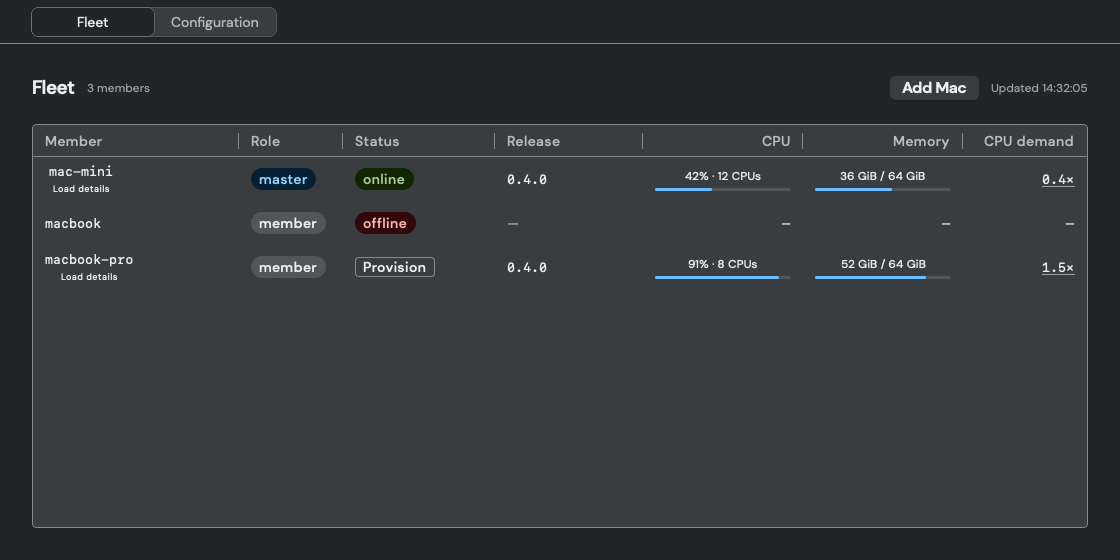 Fleet Configuration
Fleet 3 members Add Mac Updated 14:32:05
Member Role Status Release CPU Memory CPU demand
mac-mini master online 0.4.0 42% · 12 CPUs 36 GiB / 64 GiB 0.4×
Load details
macbook member offline — — — —
macbook-pro member Provision 0.4.0 91% · 8 CPUs 52 GiB / 64 GiB 1.5×
Load details